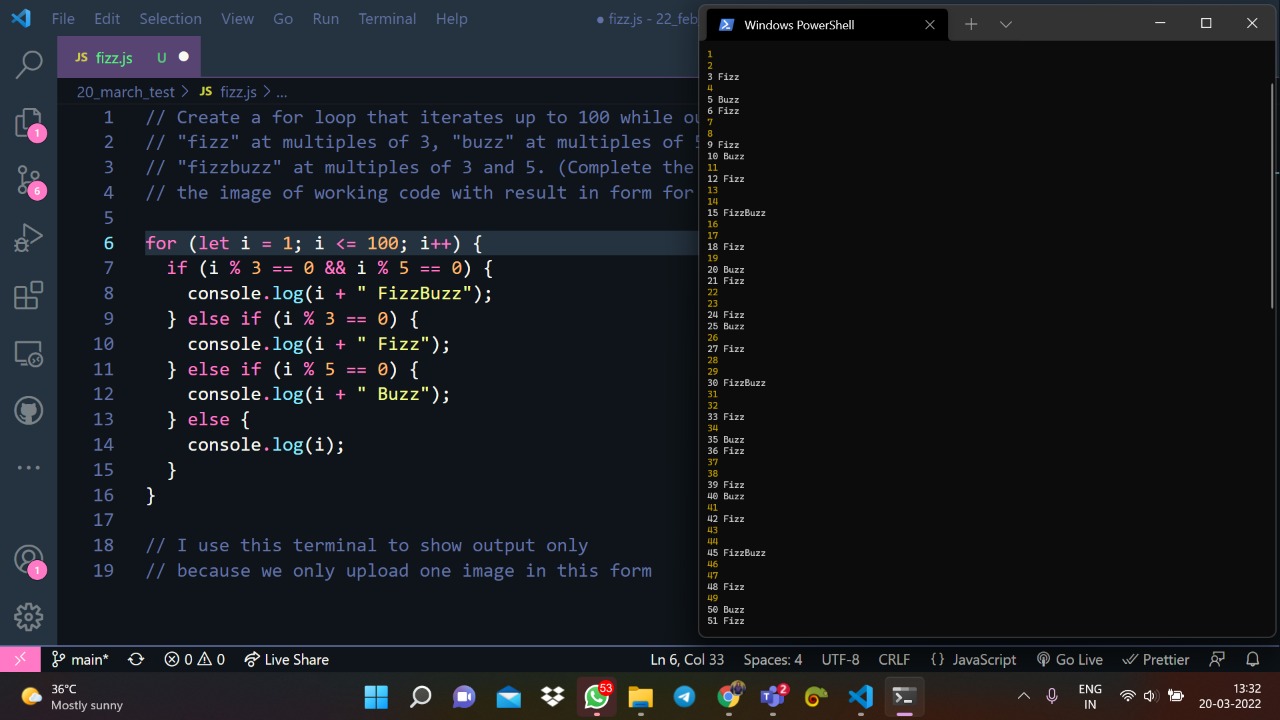 File Edit Selection View Go Run Terminal Help
● fizz.js - 22_feb
JS fizz.js U
20_march_test > JS fizz.js > ...
1 // Create a for loop that iterates up to 100 while
2 // "fizz" at multiples of 3, "buzz" at multiples of
3 // "fizzbuzz" at multiples of 3 and 5. (Complete the
4 // the image of working code with result in form for
5
6 for (let i = 1; i <= 100; i++) {
7 if (i % 3 == 0 && i % 5 == 0) {
8 console.log(i + " FizzBuzz");
9 } else if (i % 3 == 0) {
10 console.log(i + " Fizz");
11 } else if (i % 5 == 0) {
12 console.log(i + " Buzz");
13 } else {
14 console.log(i);
15 }
16 }
17
18 // I use this terminal to show output only
19 // because we only upload one image in this form
Windows PowerShell
1
2
3 Fizz
4
5 Buzz
6 Fizz
7
8
9 Fizz
10 Buzz
11
12 Fizz
13
14
15 FizzBuzz
16
17
18 Fizz
19
20 Buzz
21 Fizz
22
23
24 Fizz
25 Buzz
26
27 Fizz
28
29
30 FizzBuzz
31
32
33 Fizz
34
35 Buzz
36 Fizz
37
38
39 Fizz
40 Buzz
41
42 Fizz
43
44
45 FizzBuzz
46
47
48 Fizz
49
50 Buzz
51 Fizz
1
6
1
main* 0 0 Live Share Ln 6, Col 33 Spaces: 4 UTF-8 CRLF {} JavaScript Go Live Prettier
36°C
Mostly sunny
53
2
ENG
IN
13:32
20-03-2022